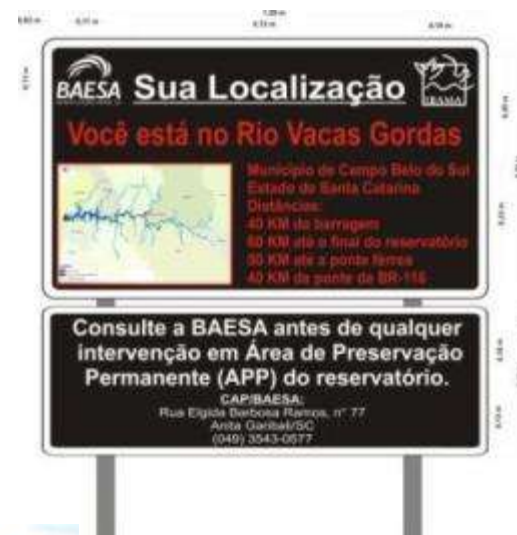 BAESA
Sua Localização
IBAMA
Você está no Rio Vacas Gordas
Município de Campo Belo do Sul
Estado de Santa Catarina
Distâncias:
40 KM da barragem
60 KM até o final do reservatório
50 KM até a ponte férrea
40 KM da ponte da BR-116
Consulte a BAESA antes de qualquer
intervenção em Área de Preservação
Permanente (APP) do reservatório.
CAP/BAESA:
Rua Elgida Barbosa Ramos, n° 77
Anita Garibaldi/SC
(049) 3543-0577